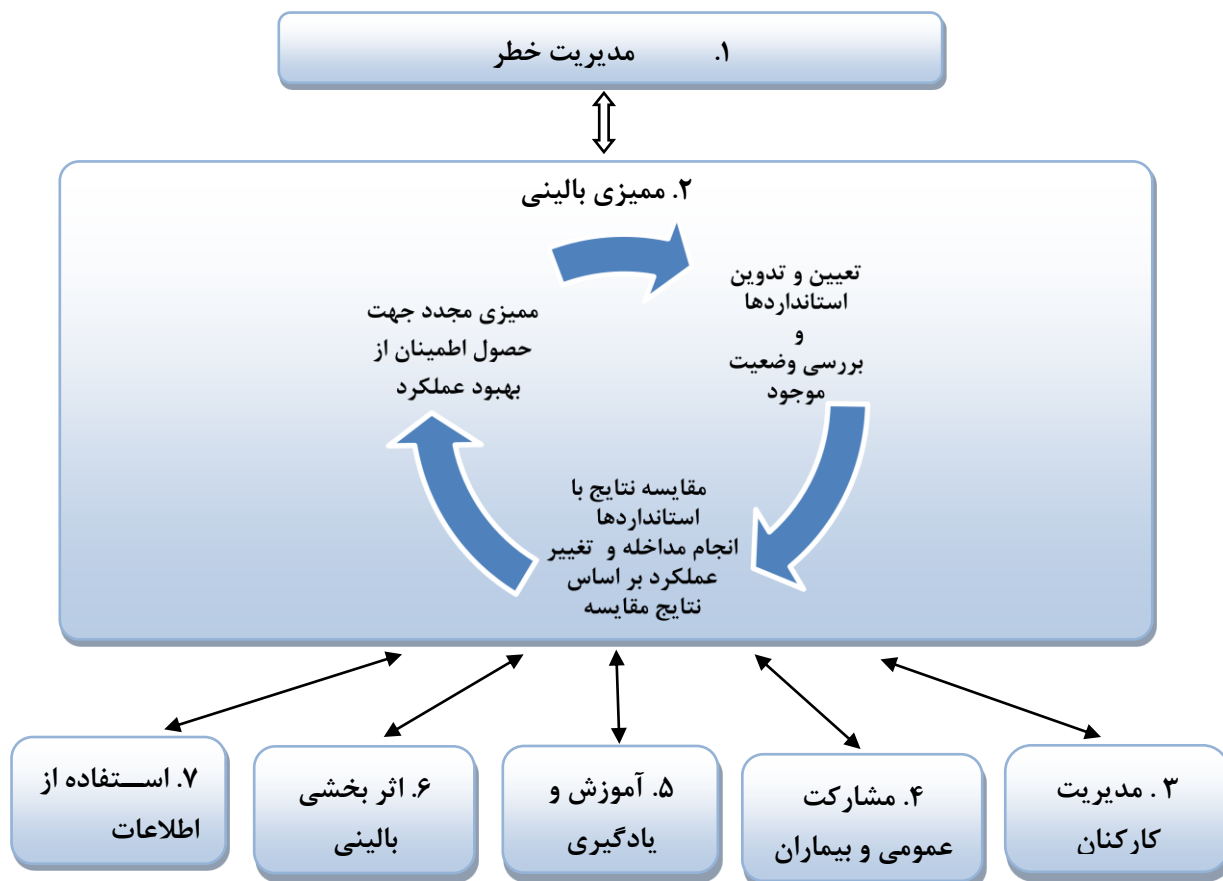 ۱. مدیریت خطر
۲. ممیزی بالینی
تعیین و تدوین
استانداردها
و
بررسی وضعیت
موجود
مقایسه نتایج با
استانداردها
انجام مداخله و تغییر
عملکرد بر اساس
نتایج مقایسه
ممیزی مجدد جهت
حصول اطمینان از
بهبود عملکرد
۳. مدیریت
کارکنان
۴. مشارکت
عمومی و بیماران
۵. آموزش و
یادگیری
۶. اثر بخشی
بالینی
۷. اســتفاده از
اطلاعات